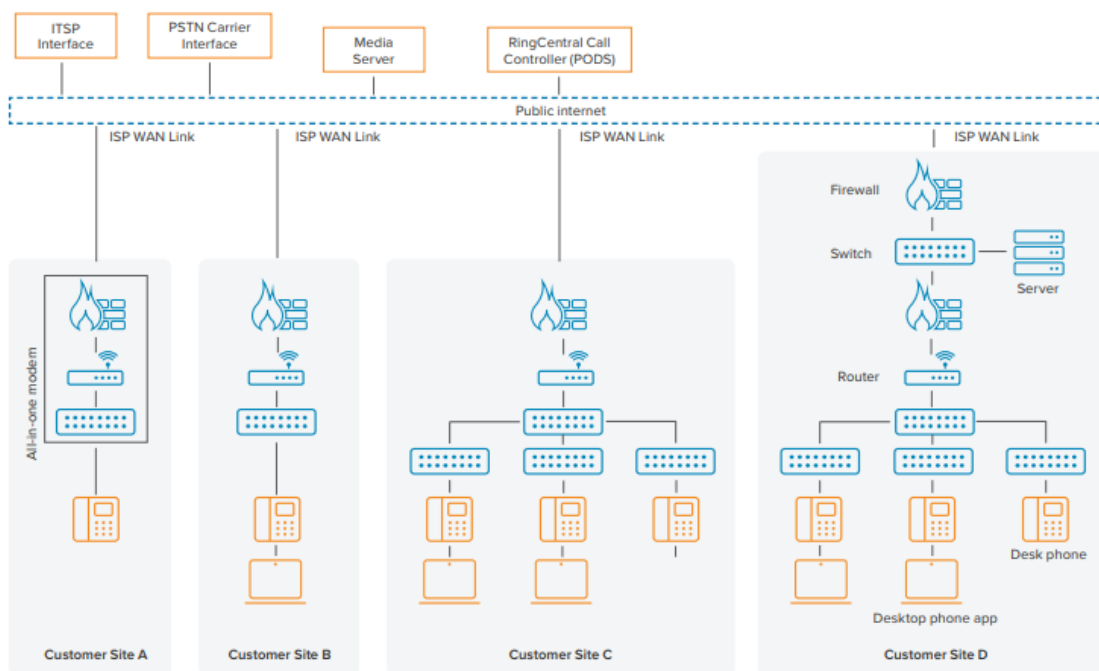 ITSP
Interface
PSTN Carrier
Interface
Media
Server
RingCentral Call
Controller (PODS)
Public internet
ISP WAN Link
ISP WAN Link
ISP WAN Link
ISP WAN Link
Firewall
Switch
Server
All-in-one modem
Router
Desk phone
Desktop phone app
Customer Site A
Customer Site B
Customer Site C
Customer Site D